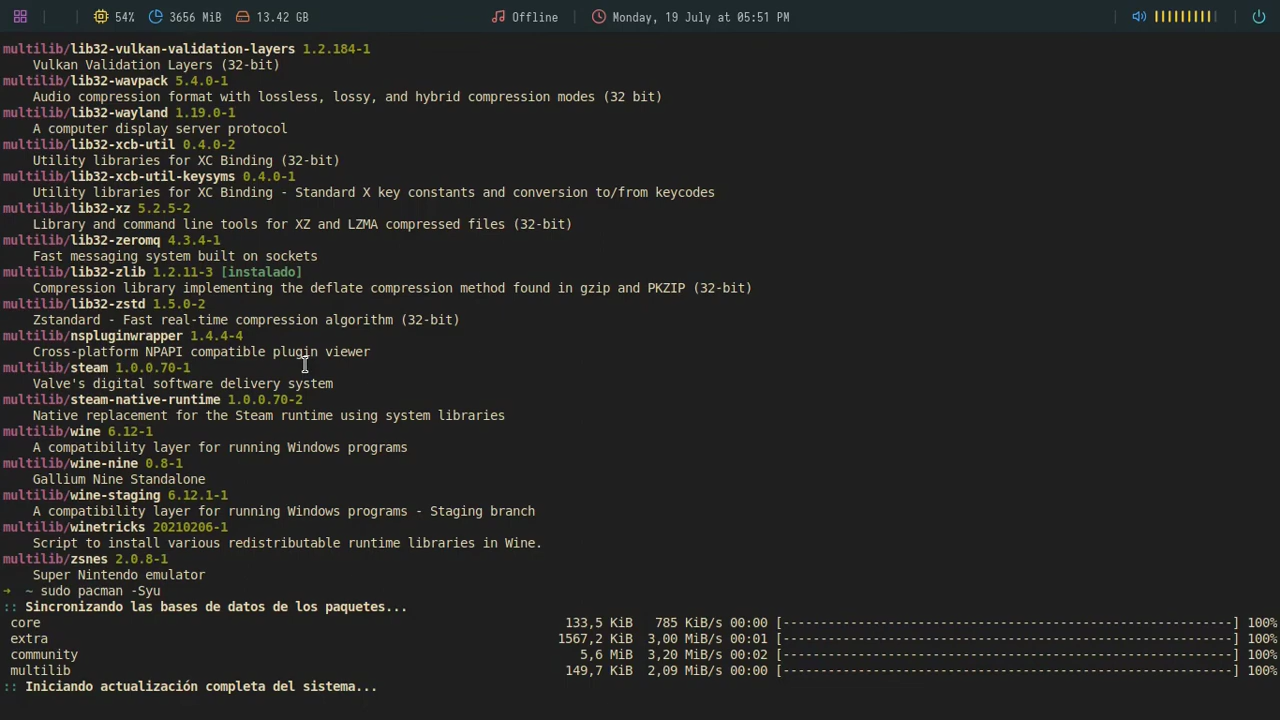 54% 3656 MiB 13.42 GB Offline Monday, 19 July at 05:51 PM
multilib/lib32-vulkan-validation-layers 1.2.184-1
Vulkan Validation Layers (32-bit)
multilib/lib32-wavpack 5.4.0-1
Audio compression format with lossless, lossy, and hybrid compression modes (32 bit)
multilib/lib32-wayland 1.19.0-1
A computer display server protocol
multilib/lib32-xcb-util 0.4.0-2
Utility libraries for XC Binding (32-bit)
multilib/lib32-xcb-util-keysyms 0.4.0-1
Utility libraries for XC Binding - Standard X key constants and conversion to/from keycodes
multilib/lib32-xz 5.2.5-2
Library and command line tools for XZ and LZMA compressed files (32-bit)
multilib/lib32-zeromq 4.3.4-1
Fast messaging system built on sockets
multilib/lib32-zlib 1.2.11-3 [instalado]
Compression library implementing the deflate compression method found in gzip and PKZIP (32-bit)
multilib/lib32-zstd 1.5.0-2
Zstandard - Fast real-time compression algorithm (32-bit)
multilib/nspluginwrapper 1.4.4-4
Cross-platform NPAPI compatible plugin viewer
multilib/steam 1.0.0.70-1
Valve's digital software delivery system
multilib/steam-native-runtime 1.0.0.70-2
Native replacement for the Steam runtime using system libraries
multilib/wine 6.12-1
A compatibility layer for running Windows programs
multilib/wine-nine 0.8-1
Gallium Nine Standalone
multilib/wine-staging 6.12.1-1
A compatibility layer for running Windows programs - Staging branch
multilib/winetricks 20210206-1
Script to install various redistributable runtime libraries in Wine.
multilib/zsnes 2.0.8-1
Super Nintendo emulator
➜ ~ sudo pacman -Syu
:: Sincronizando las bases de datos de los paquetes...
core 133,5 KiB 785 KiB/s 00:00 [------------------------------------------------------------] 100%
extra 1567,2 KiB 3,00 MiB/s 00:01 [------------------------------------------------------------] 100%
community 5,6 MiB 3,20 MiB/s 00:02 [------------------------------------------------------------] 100%
multilib 149,7 KiB 2,09 MiB/s 00:00 [------------------------------------------------------------] 100%
:: Iniciando actualización completa del sistema...